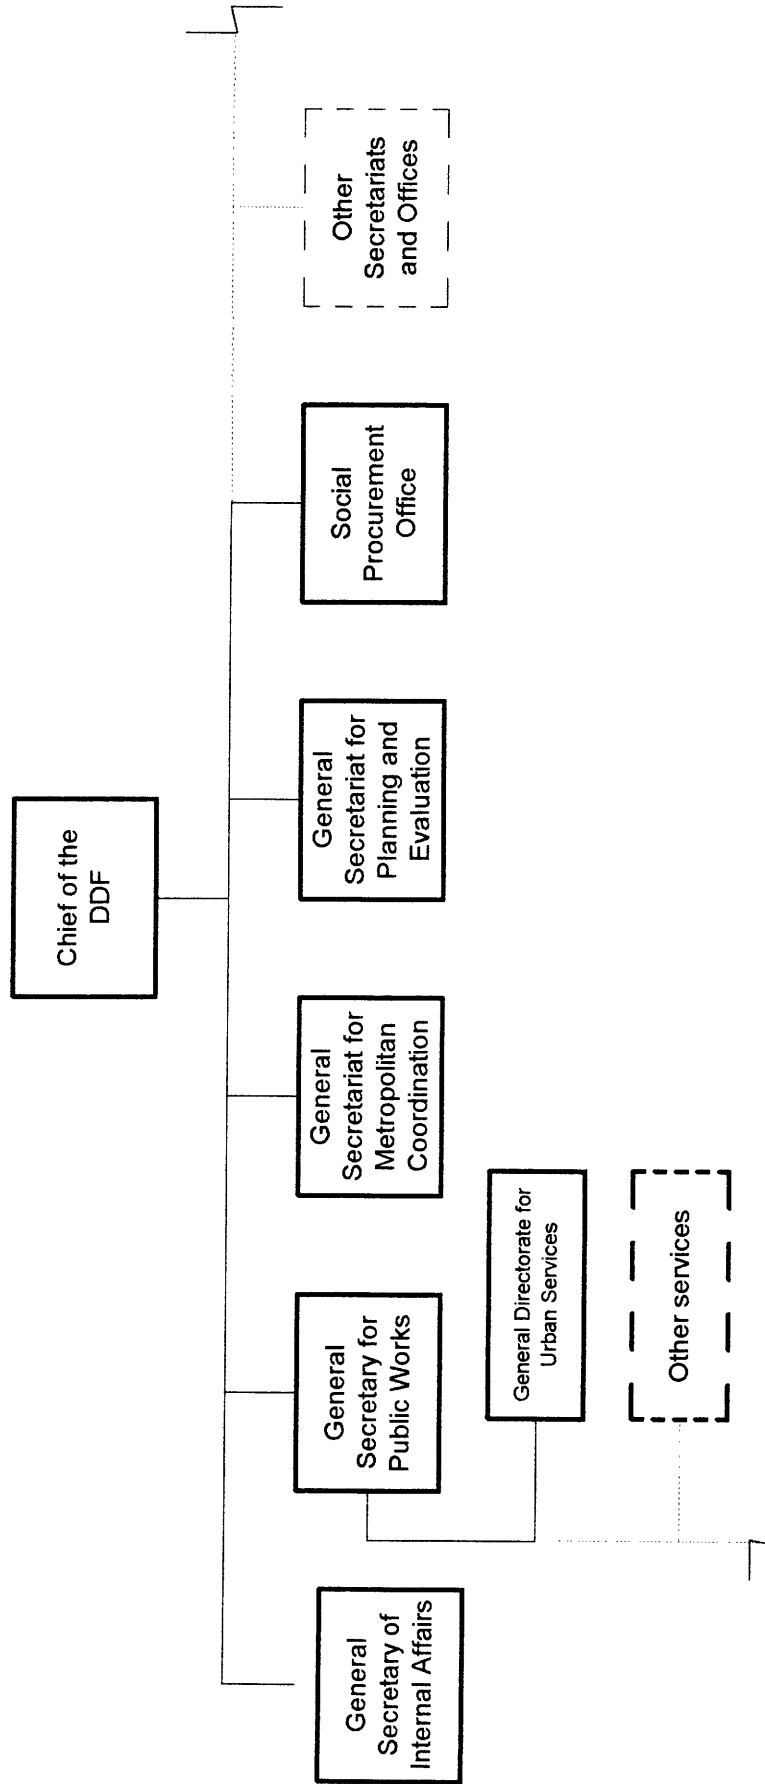 Chief of the
DDF
General
Secretary of
Internal Affairs
General
Secretary for
Public Works
General
Secretariat for
Metropolitan
Coordination
General
Secretariat for
Planning and
Evaluation
Social
Procurement
Office
Other
Secretariats
and Offices
General Directorate for
Urban Services
Other services